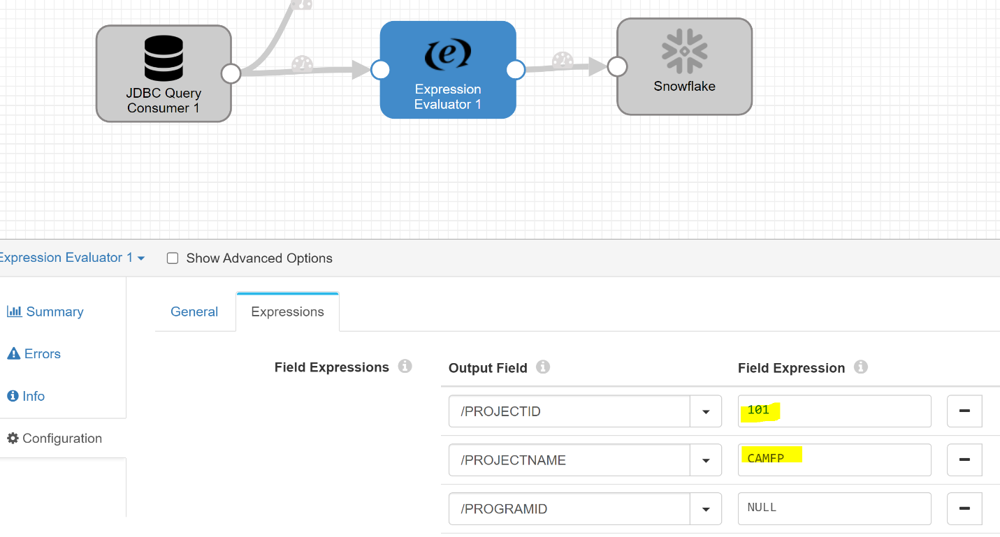 JDBC Query
Consumer 1
Expression
Evaluator 1
Snowflake
Expression Evaluator 1
Show Advanced Options
Summary
Errors
Info
Configuration
General
Expressions
Field Expressions
Output Field
Field Expression
/PROJECTID
101
/PROJECTNAME
CAMFP
/PROGRAMID
NULL